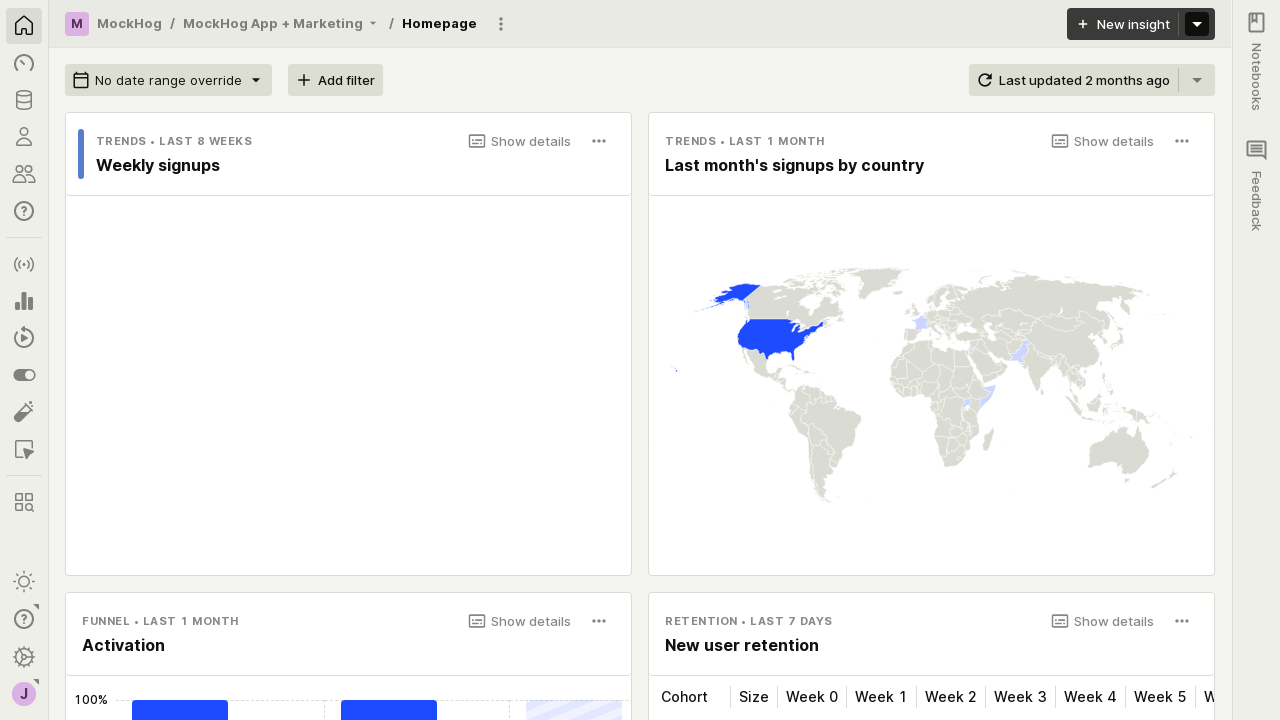 M MockHog / MockHog App + Marketing / Homepage
New insight
Notebooks
Feedback
No date range override
Add filter
Last updated 2 months ago
TRENDS • LAST 8 WEEKS
Show details
Weekly signups
TRENDS • LAST 1 MONTH
Show details
Last month's signups by country
FUNNEL • LAST 1 MONTH
Show details
Activation
100%
RETENTION • LAST 7 DAYS
Show details
New user retention
Cohort Size Week 0 Week 1 Week 2 Week 3 Week 4 Week 5 W
J